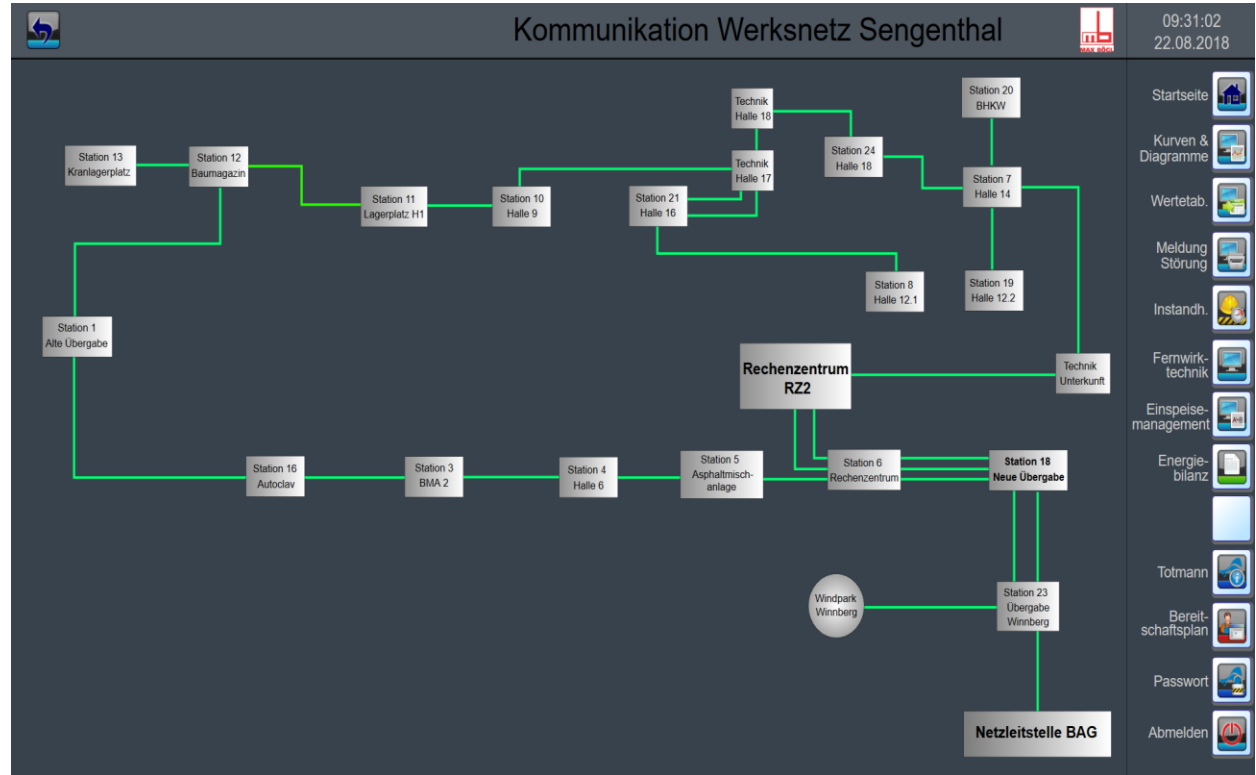 Kommunikation Werksnetz Sengenthal
MAX BÖGL
09:31:02
22.08.2018
Station 20
BHKW
Technik
Halle 18
Station 13
Kranlagerplatz
Station 12
Baumagazin
Station 24
Halle 18
Technik
Halle 17
Station 7
Halle 14
Station 11
Lagerplatz H1
Station 10
Halle 9
Station 21
Halle 16
Station 8
Halle 12.1
Station 19
Halle 12.2
Station 1
Alte Übergabe
Rechenzentrum
RZ2
Technik
Unterkunft
Station 16
Autoclav
Station 3
BMA 2
Station 4
Halle 6
Station 5
Asphaltmisch-
anlage
Station 6
Rechenzentrum
Station 18
Neue Übergabe
Windpark
Winnberg
Station 23
Übergabe
Winnberg
Netzleitstelle BAG
Startseite
Kurven &
Diagramme
Wertetab.
Meldung
Störung
Instandh.
Fernwirk-
technik
Einspeise-
management
Energie-
bilanz
Totmann
Bereit-
schaftsplan
Passwort
Abmelden